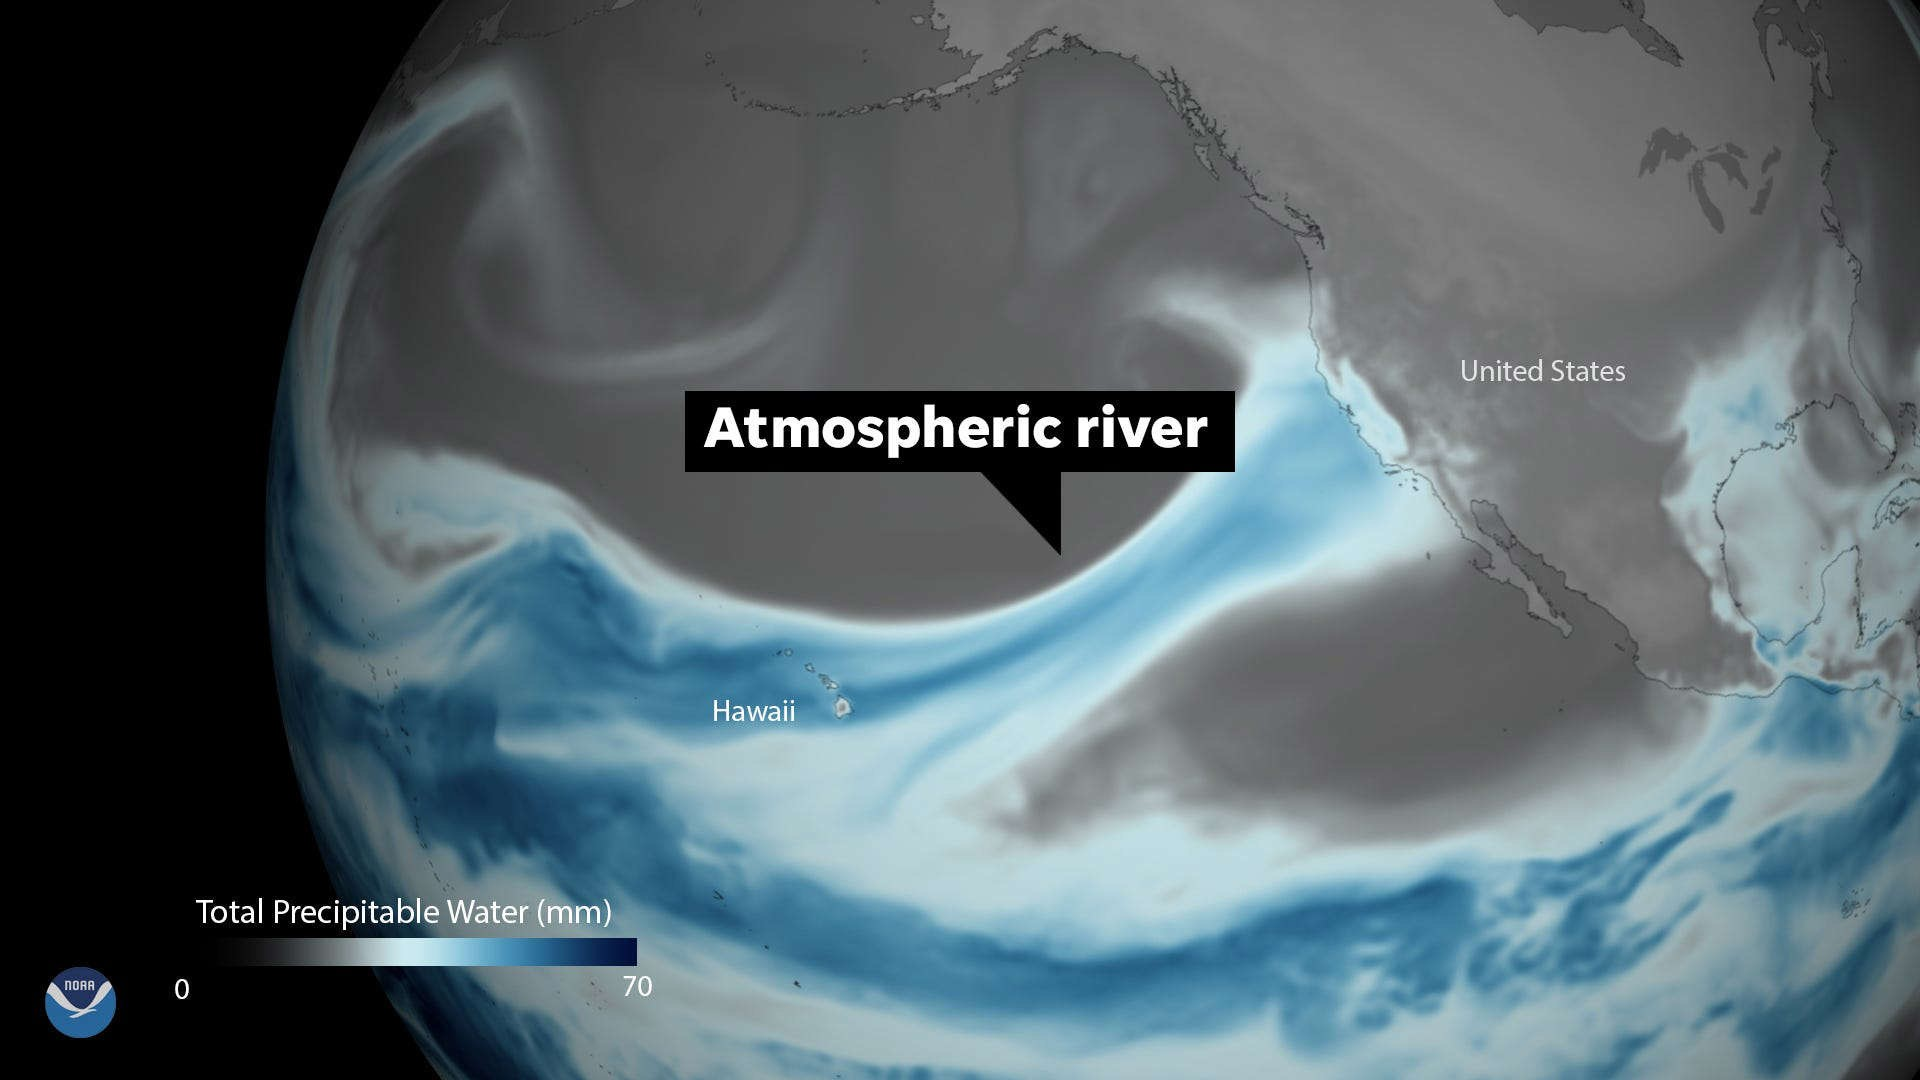 United States
Atmospheric river
Hawaii
Total Precipitable Water (mm)
0
70
NOAA